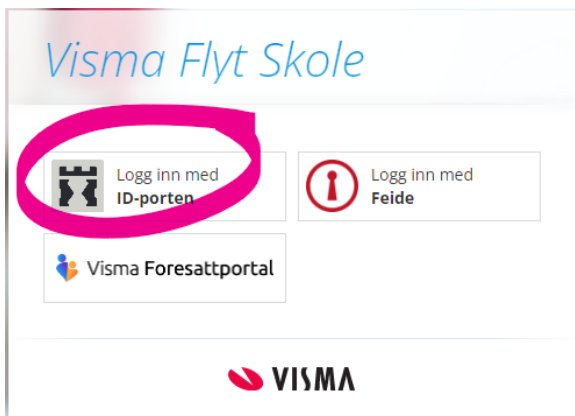 Visma Flyt Skole
Logg inn med
ID-porten
Logg inn med
Feide
Visma Foresattportal
VISMA